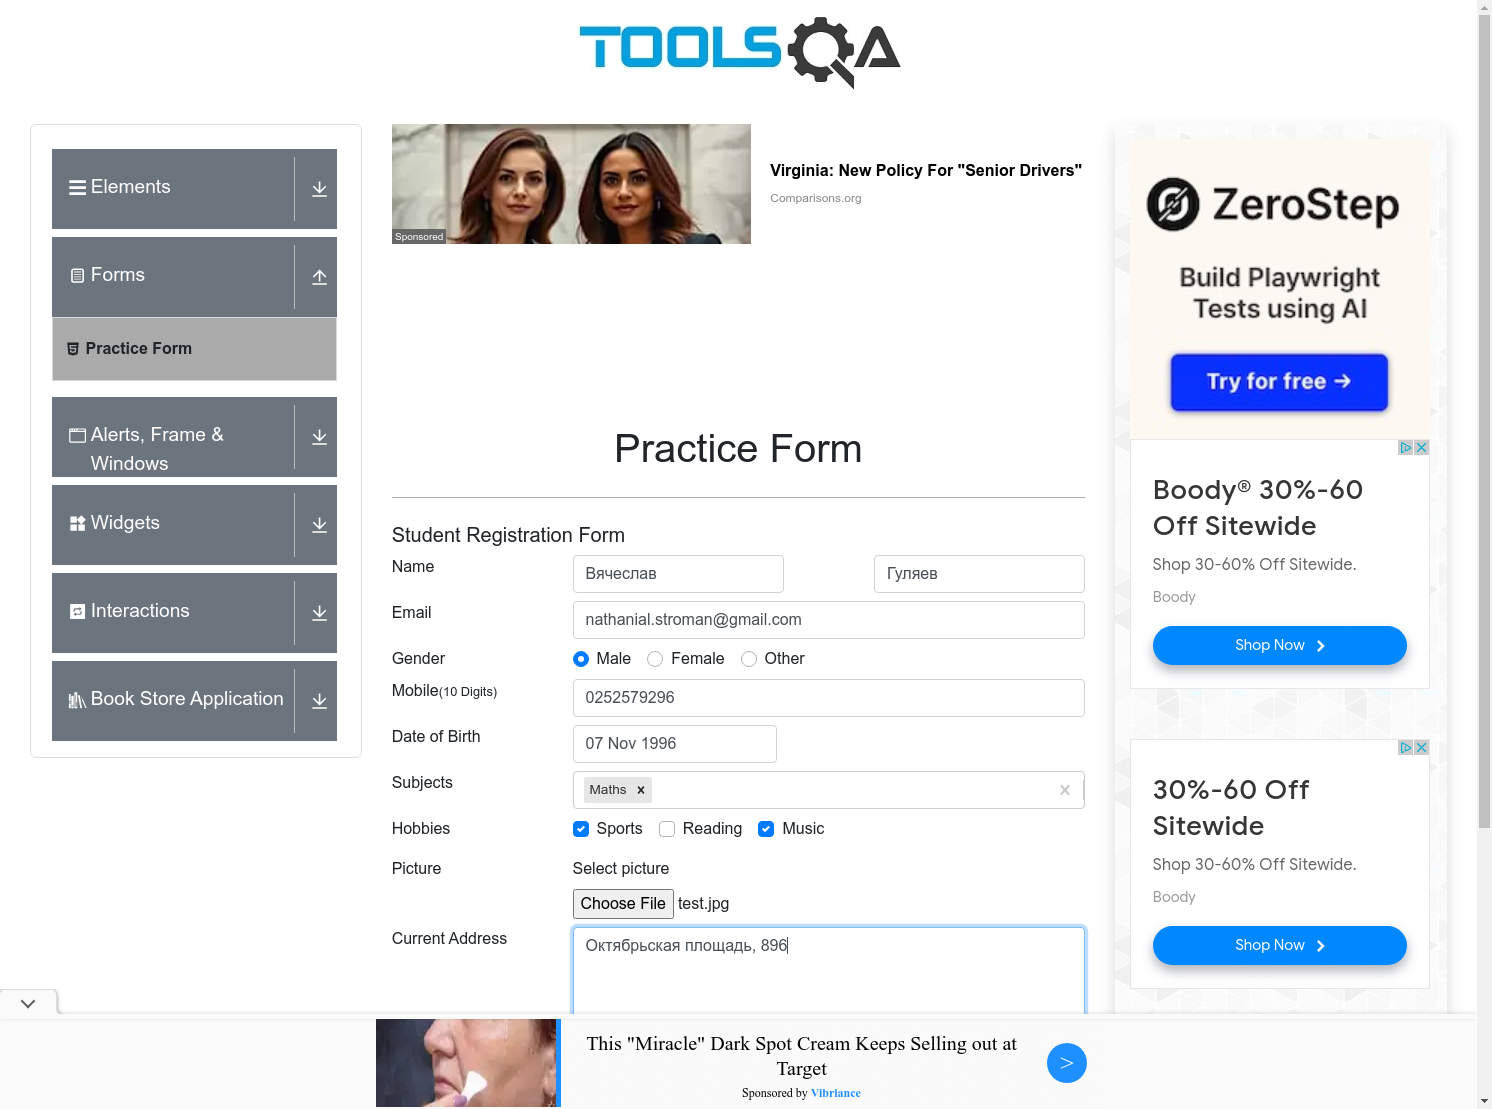 TOOLSQA
Elements
Forms
Practice Form
Alerts, Frame &
Windows
Widgets
Interactions
Book Store Application
Sponsored
Virginia: New Policy For "Senior Drivers"
Comparisons.org
Practice Form
Student Registration Form
Name
Вячеслав
Гуляев
Email
nathanial.stroman@gmail.com
Gender
Male
Female
Other
Mobile(10 Digits)
0252579296
Date of Birth
07 Nov 1996
Subjects
Maths
Hobbies
Sports
Reading
Music
Picture
Select picture
Choose File test.jpg
Current Address
Октябрьская площадь, 896
ZeroStep
Build Playwright
Tests using AI
Try for free →
Boody® 30%-60
Off Sitewide
Shop 30-60% Off Sitewide.
Boody
Shop Now
30%-60 Off
Sitewide
Shop 30-60% Off Sitewide.
Boody
Shop Now
This "Miracle" Dark Spot Cream Keeps Selling out at
Target
Sponsored by Vibriance